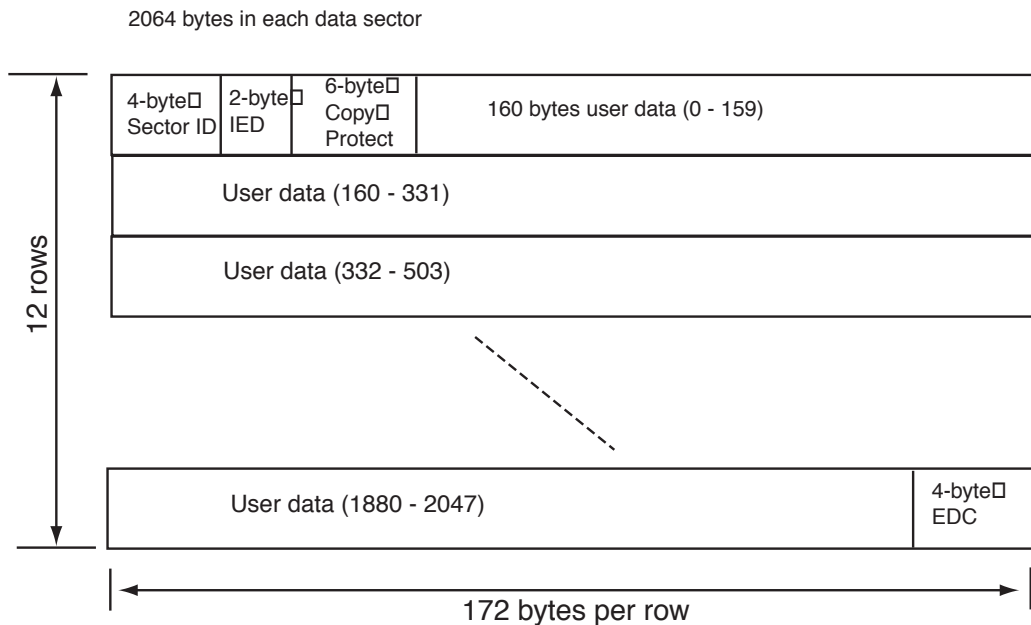 2064 bytes in each data sector
4-byte□
Sector ID
2-byte□
IED
6-byte□
Copy□
Protect
160 bytes user data (0 - 159)
User data (160 - 331)
User data (332 - 503)
12 rows
User data (1880 - 2047)
4-byte□
EDC
172 bytes per row